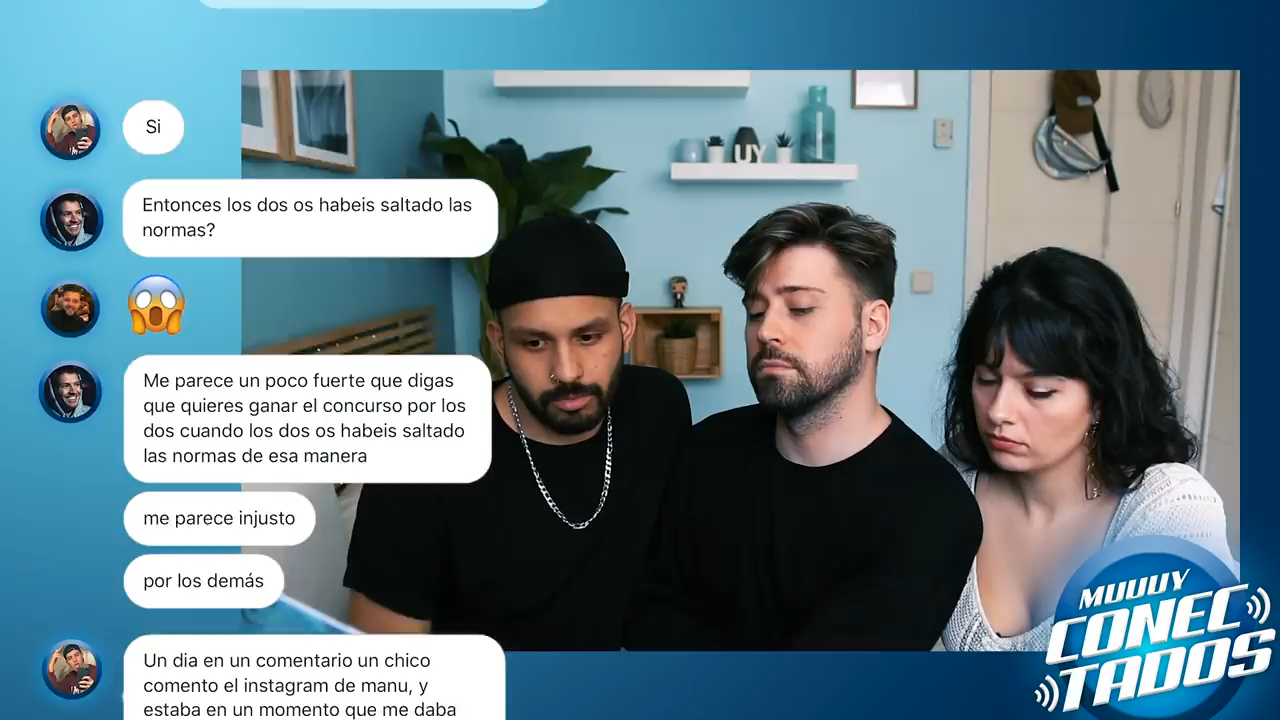 Si
Entonces los dos os habeis saltado las
normas?
Me parece un poco fuerte que digas
que quieres ganar el concurso por los
dos cuando los dos os habeis saltado
las normas de esa manera
me parece injusto
por los demás
Un dia en un comentario un chico
comento el instagram de manu, y
estaba en un momento que me daba
UY
MUUUY
CONEC
TADOS